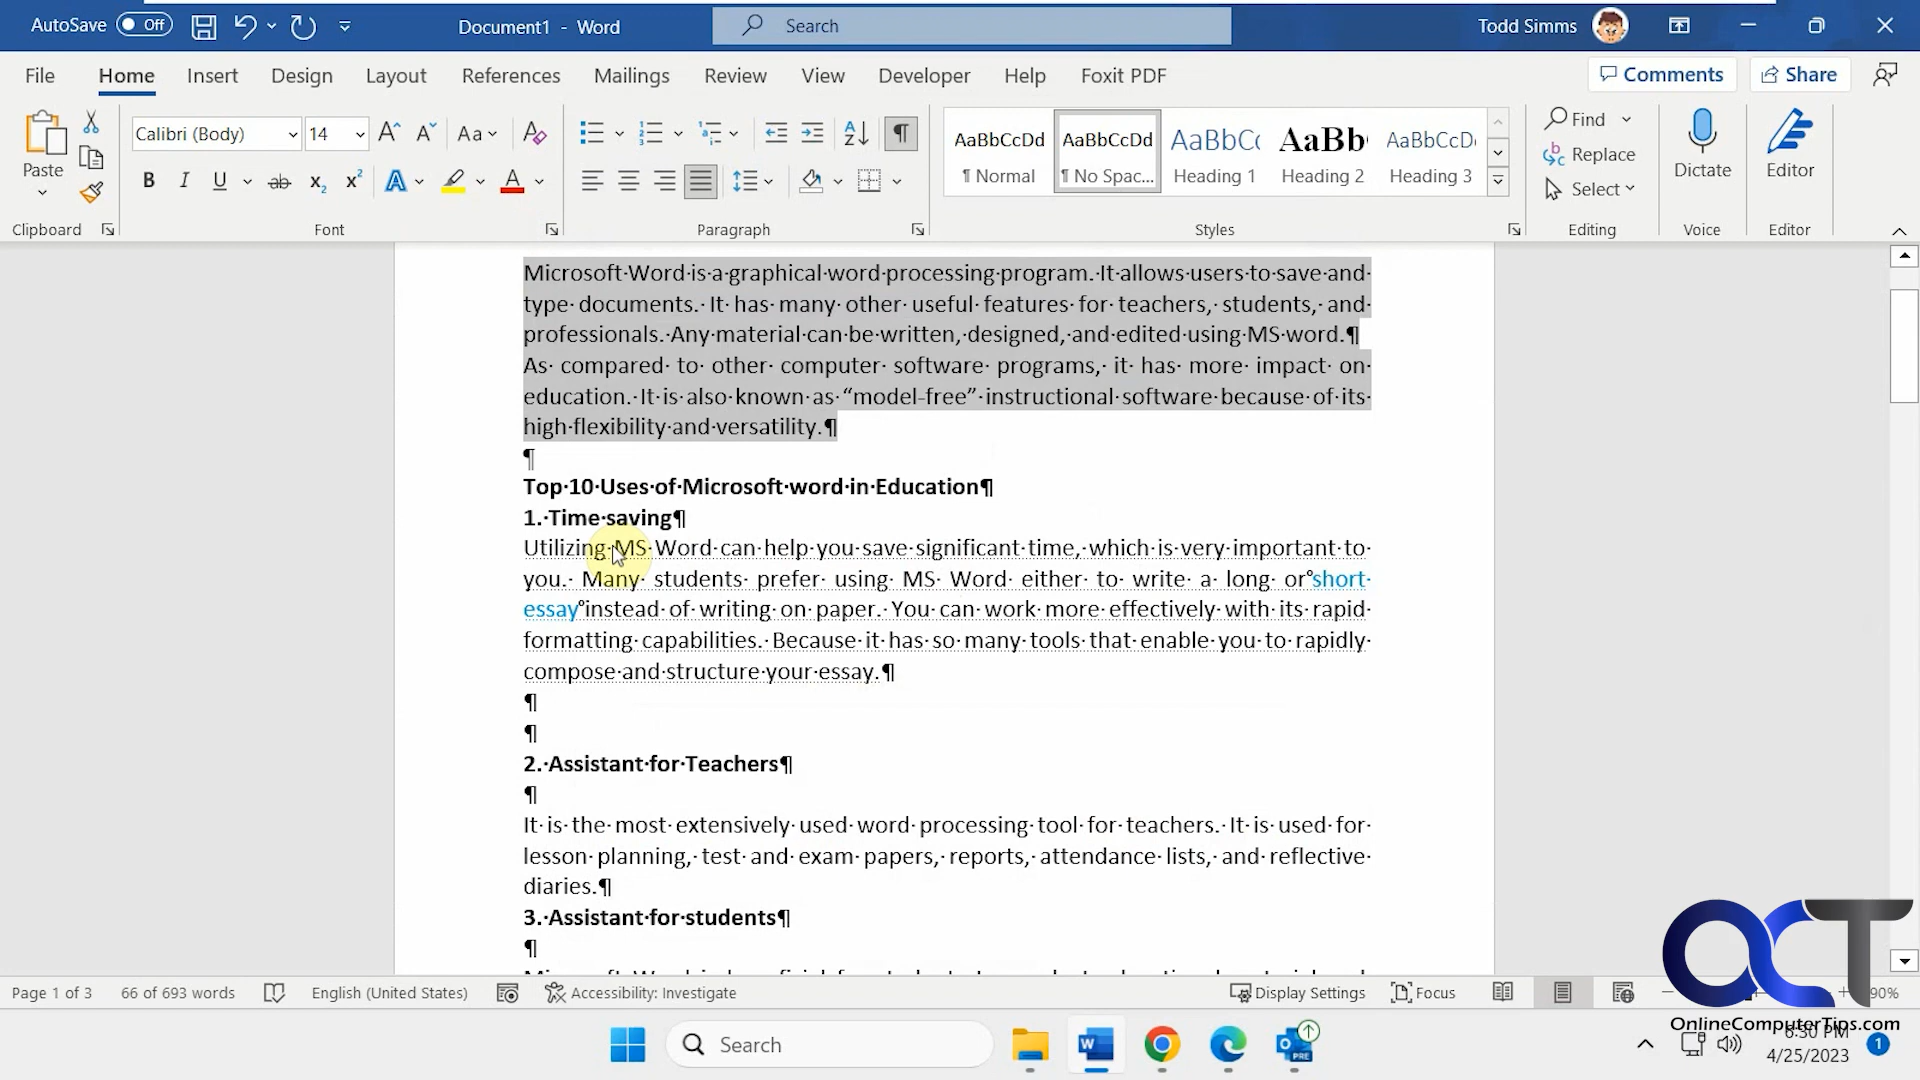 AutoSave Off Document1 - Word Search Todd Simms
File Home Insert Design Layout References Mailings Review View Developer Help Foxit PDF Comments Share
Paste Calibri (Body) 14 Aa AaBbCcDd AaBbCcDd AaBbCc AaBb AaBbCcD Find Replace Select Dictate Editor
B I U ab x₂ x² A A ¶ Normal ¶ No Spac... Heading 1 Heading 2 Heading 3
Clipboard Font Paragraph Styles Editing Voice Editor
Microsoft·Word·is·a·graphical·word·processing·program.·It·allows·users·to·save·and·
type·documents.·It·has·many·other·useful·features·for·teachers,·students,·and·
professionals.·Any·material·can·be·written,·designed,·and·edited·using·MS·word.¶
As·compared·to·other·computer·software·programs,·it·has·more·impact·on·
education.·It·is·also·known·as·“model-free”·instructional·software·because·of·its·
high·flexibility·and·versatility.¶
¶
Top·10·Uses·of·Microsoft·word·in·Education¶
1.·Time·saving¶
Utilizing·MS·Word·can·help·you·save·significant·time,·which·is·very·important·to·
you.·Many·students·prefer·using·MS·Word·either·to·write·a·long·or°short·
essay°instead·of·writing·on·paper.·You·can·work·more·effectively·with·its·rapid·
formatting·capabilities.·Because·it·has·so·many·tools·that·enable·you·to·rapidly·
compose·and·structure·your·essay.¶
¶
¶
2.·Assistant·for·Teachers¶
¶
It·is·the·most·extensively·used·word·processing·tool·for·teachers.·It·is·used·for·
lesson·planning,·test·and·exam·papers,·reports,·attendance·lists,·and·reflective·
diaries.¶
3.·Assistant·for·students¶
¶
OCT
Page 1 of 3 66 of 693 words English (United States) Accessibility: Investigate Display Settings Focus 90%
OnlineComputerTips.com
Search 6:30 PM
4/25/2023 1